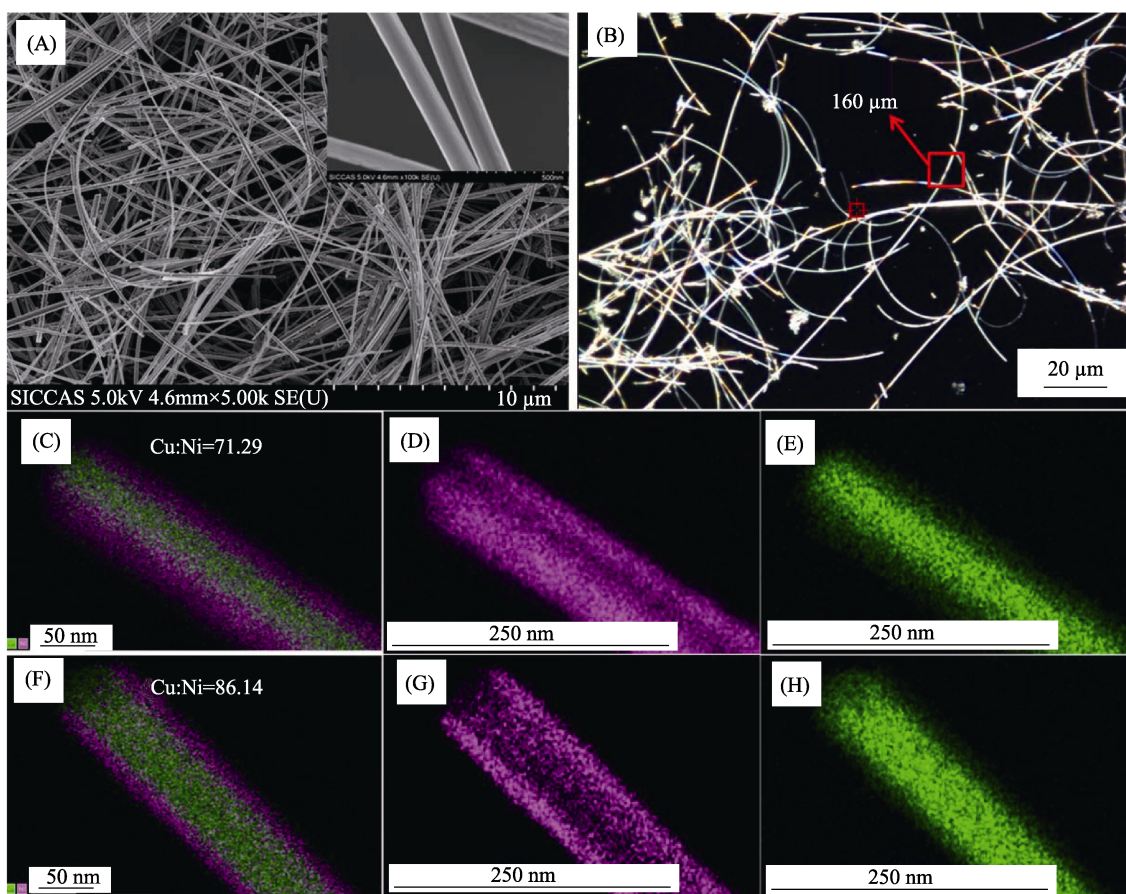 (A)
SICCAS 5.0kV 4.6mm x100k SE(U)
500nm
SICCAS 5.0kV 4.6mm×5.00k SE(U)
10 µm
(B)
160 µm
20 µm
(C)
Cu:Ni=71.29
50 nm
(D)
250 nm
(E)
250 nm
(F)
Cu:Ni=86.14
50 nm
(G)
250 nm
(H)
250 nm